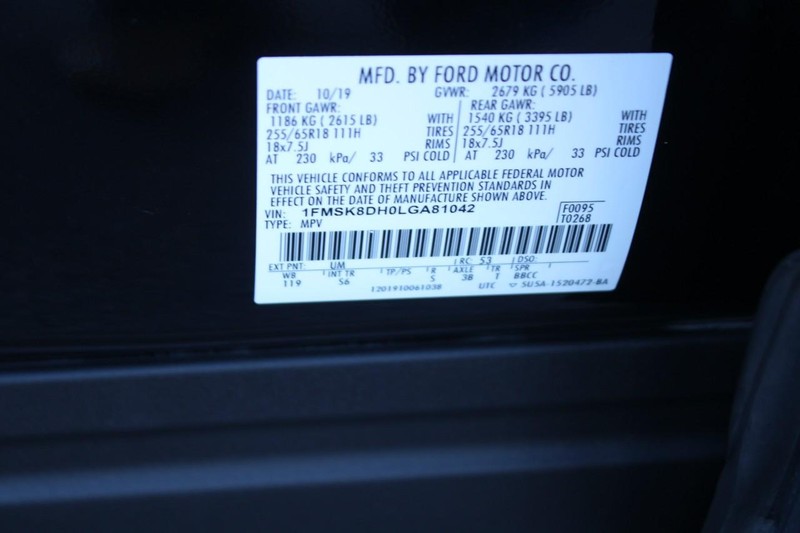 MFD. BY FORD MOTOR CO.
DATE: 10/19 GVWR: 2679 KG ( 5905 LB)
FRONT GAWR: REAR GAWR:
1186 KG ( 2615 LB) WITH 1540 KG ( 3395 LB) WITH
255/65R18 111H TIRES 255/65R18 111H TIRES
18x7.5J RIMS 18x7.5J RIMS
AT 230 kPa/ 33 PSI COLD AT 230 kPa/ 33 PSI COLD
THIS VEHICLE CONFORMS TO ALL APPLICABLE FEDERAL MOTOR
VEHICLE SAFETY AND THEFT PREVENTION STANDARDS IN
EFFECT ON THE DATE OF MANUFACTURE SHOWN ABOVE.
VIN: 1FMSK8DH0LGA81042 F0095
TYPE: MPV T0268
EXT PNT: UM RC: 53 DSO:
WB INT TR TP/PS R AXLE TR SPR
119 S6 S 3B T BBCC
1201910061038 UTC 5USA-1520472-BA